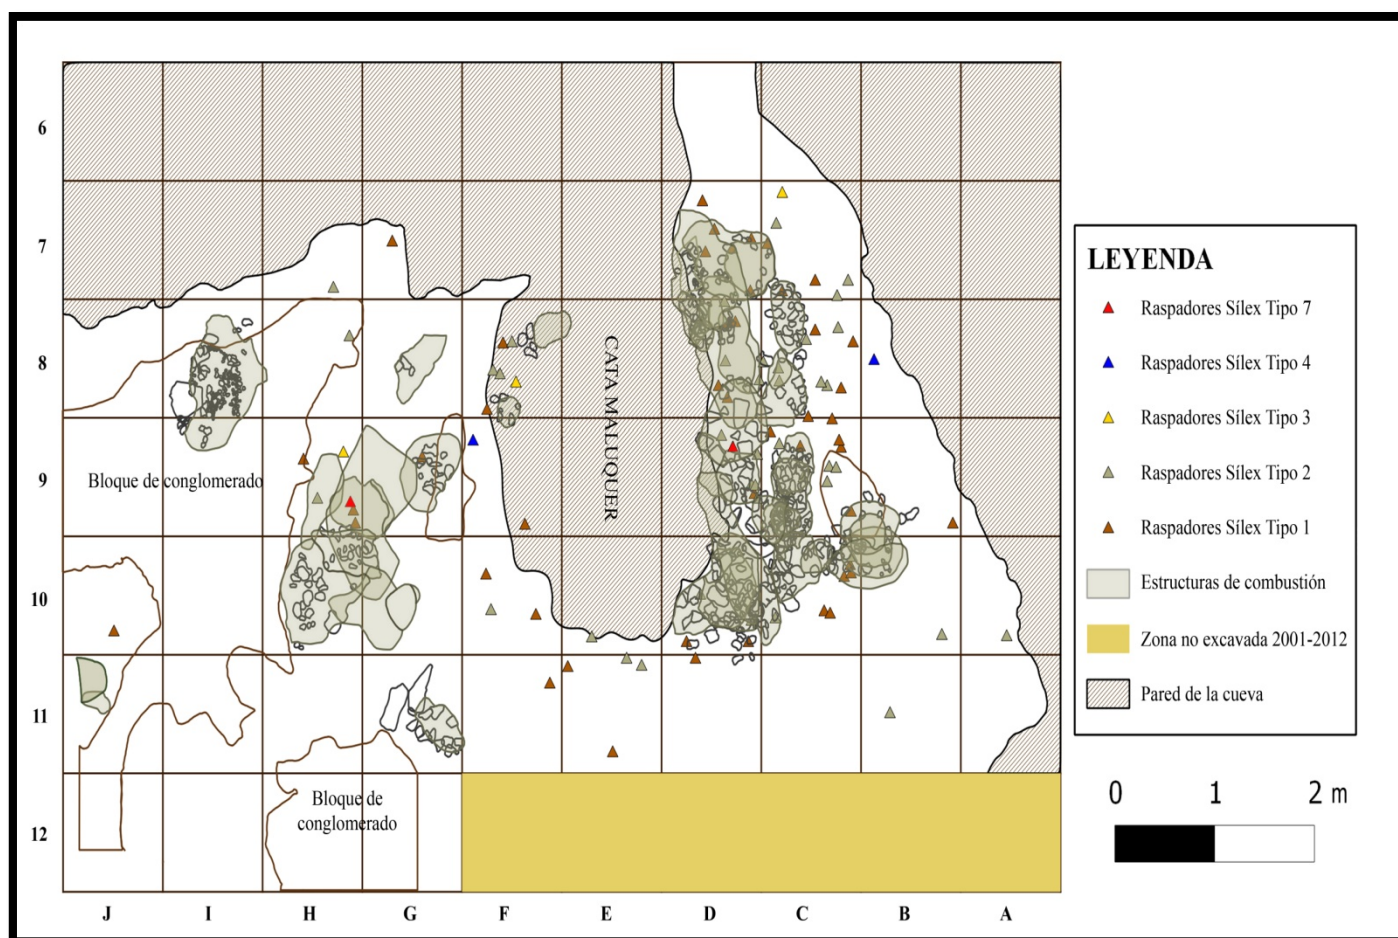 6
7
8
9
10
11
12
Bloque de conglomerado
CATA MALUQUER
Bloque de
conglomerado
J I H G F E D C B A
LEYENDA
Raspadores Sílex Tipo 7
Raspadores Sílex Tipo 4
Raspadores Sílex Tipo 3
Raspadores Sílex Tipo 2
Raspadores Sílex Tipo 1
Estructuras de combustión
Zona no excavada 2001-2012
Pared de la cueva
0 1 2 m